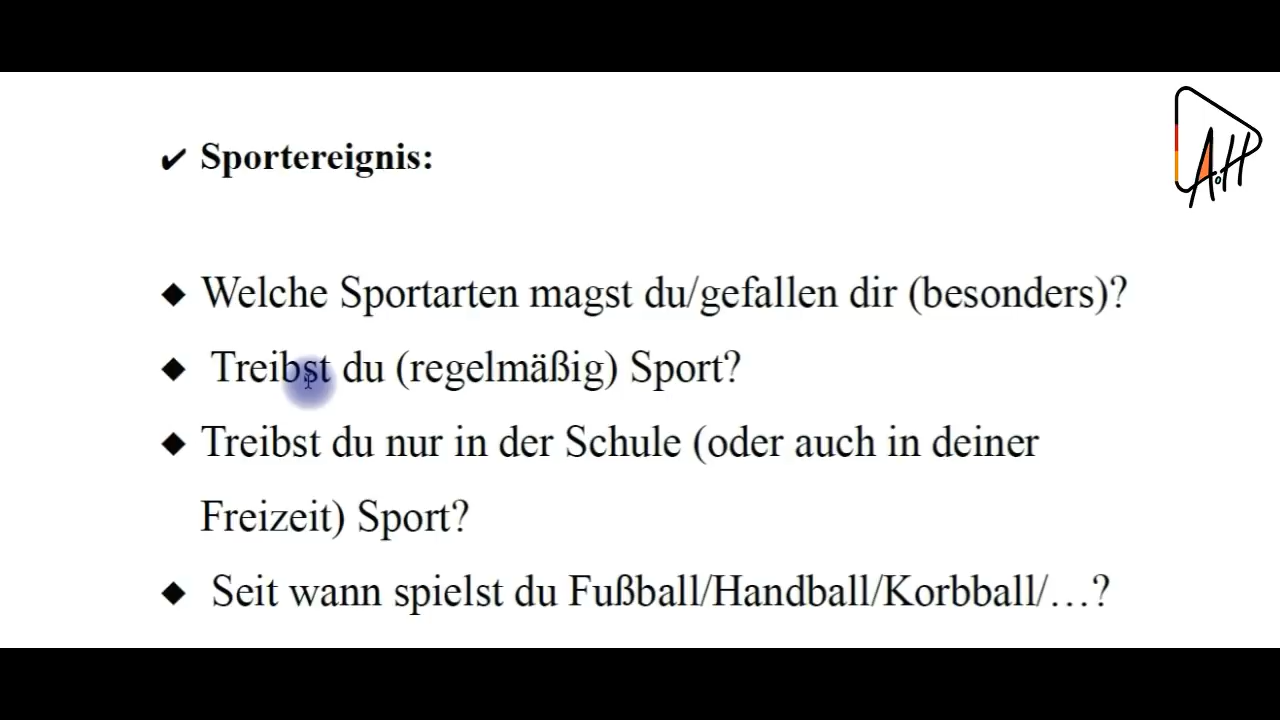 ✔ Sportereignis:
A.H
◆ Welche Sportarten magst du/gefallen dir (besonders)?
◆ Treibst du (regelmäßig) Sport?
◆ Treibst du nur in der Schule (oder auch in deiner
Freizeit) Sport?
◆ Seit wann spielst du Fußball/Handball/Korbball/…?